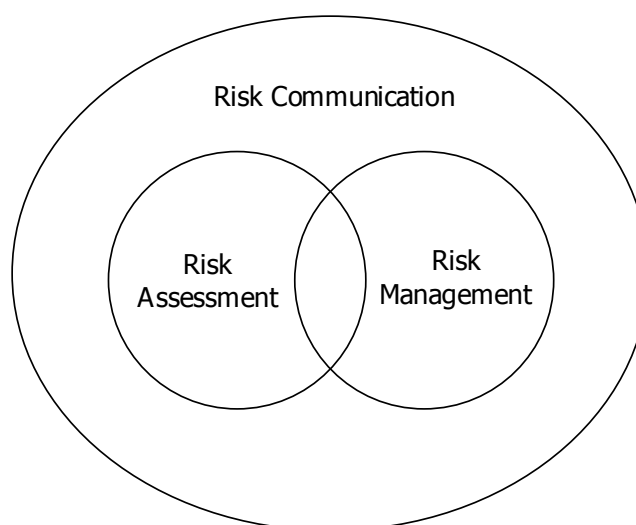 Risk Communication
Risk
Assessment
Risk
Management